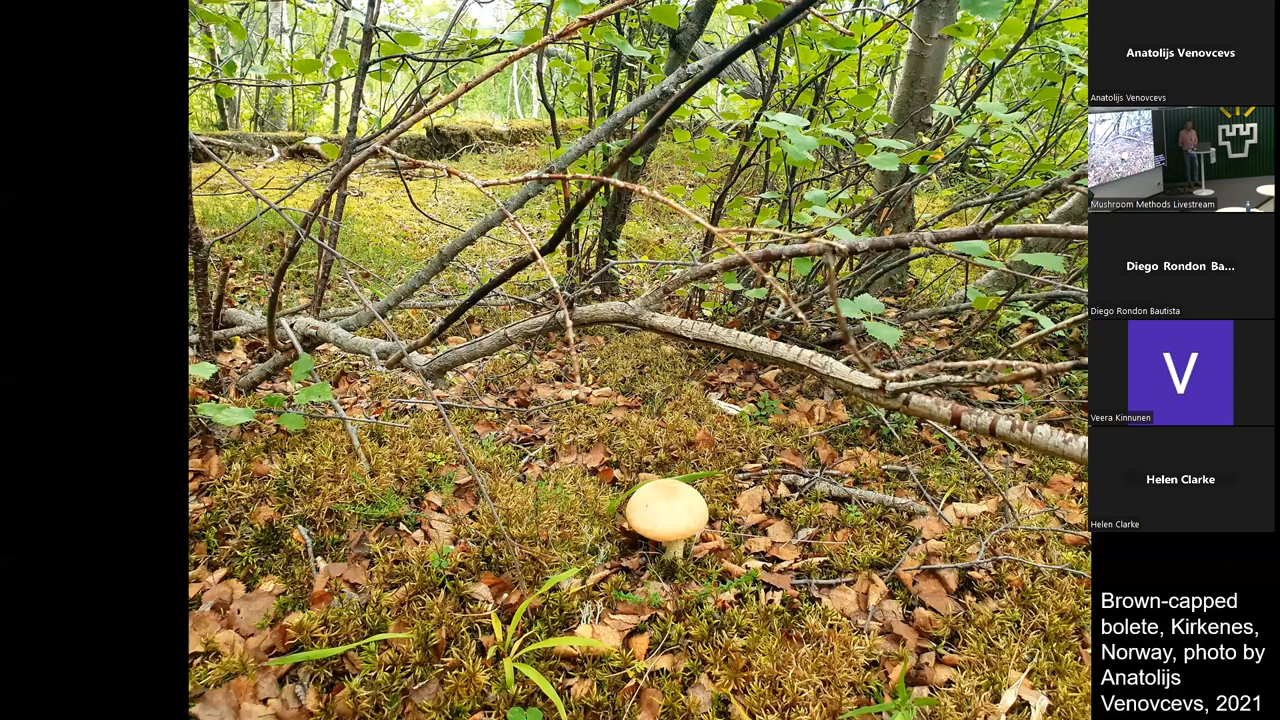 Anatolijs Venovcevs
Anatolijs Venovcevs
Mushroom Methods Livestream
Diego Rondon Ba...
Diego Rondon Bautista
V
Veera Kinnunen
Helen Clarke
Helen Clarke
Brown-capped
bolete, Kirkenes,
Norway, photo by
Anatolijs
Venovcevs, 2021